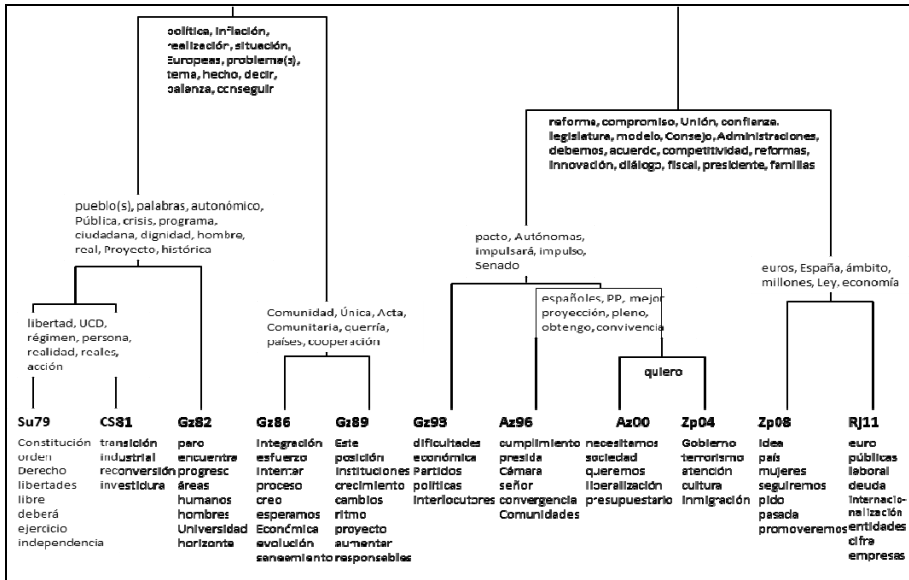 política, inflación,
realización, situación,
Europeas, problema(s),
tema, hecho, decir,
balanza, conseguir
reforma, compromiso, Unión, confianza.
legislatura, modelo, Consejo, Administraciones,
debemos, acuerdo, competitividad, reformas,
innovación, diálogo, fiscal, presidente, familias
pueblo(s), palabras, autonómico,
Pública, crisis, programa,
ciudadana, dignidad, hombre,
real, Proyecto, histórica
pacto, Autónomas,
impulsará, impulso,
Senado
euros, España, ámbito,
millones, Ley, economía
libertad, UCD,
régimen, persona,
realidad, reales,
acción
Comunidad, Única, Acta,
Comunitaria, querría,
países, cooperación
españoles, PP, mejor
proyección, pleno,
obtengo, convivencia
quiero
Su79
Constitución
orden
Derecho
libertades
libre
deberá
ejercicio
independencia
CS81
transición
industrial
reconversión
investidura
Gz82
paro
encuentra
progreso
áreas
humanos
hombres
Universidad
horizonte
Gz86
integración
esfuerzo
intentar
proceso
creo
esperamos
Económica
evolución
saneamiento
Gz89
Este
posición
instituciones
crecimiento
cambios
ritmo
proyecto
aumentar
responsables
Gz93
dificultades
económica
Partidos
políticas
interlocutores
Az96
cumplimiento
presida
Cámara
señor
convergencia
Comunidades
Az00
necesitamos
sociedad
queremos
liberalización
presupuestario
Zp04
Gobierno
terrorismo
atención
cultura
inmigración
Zp08
idea
país
mujeres
seguiremos
pido
pasada
promoveremos
RJ11
euro
públicas
laboral
deuda
internacio-
nalización
entidades
cifra
empresas